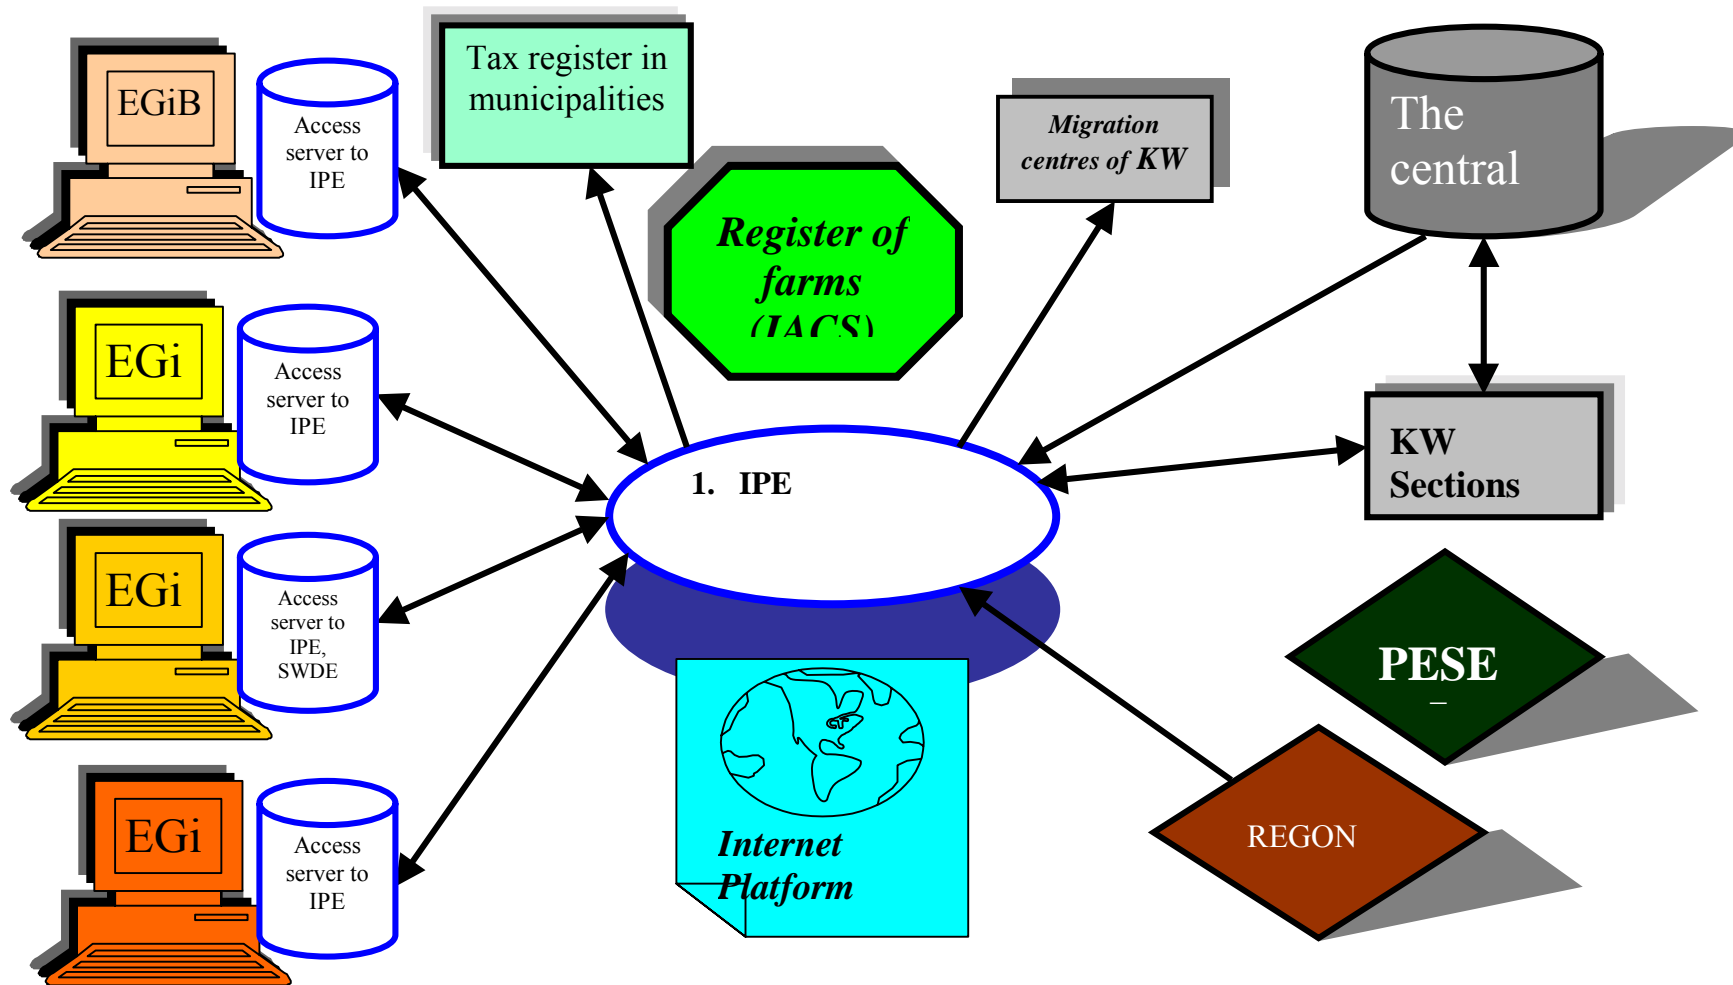 EGiB
Access
server to
IPE
Tax register in
municipalities
Migration
centres of KW
The
central
Register of
farms
(IACS)
EGi
Access
server to
IPE
1. IPE
KW
Sections
EGi
Access
server to
IPE,
SWDE
PESE
EGi
Access
server to
IPE
Internet
Platform
REGON